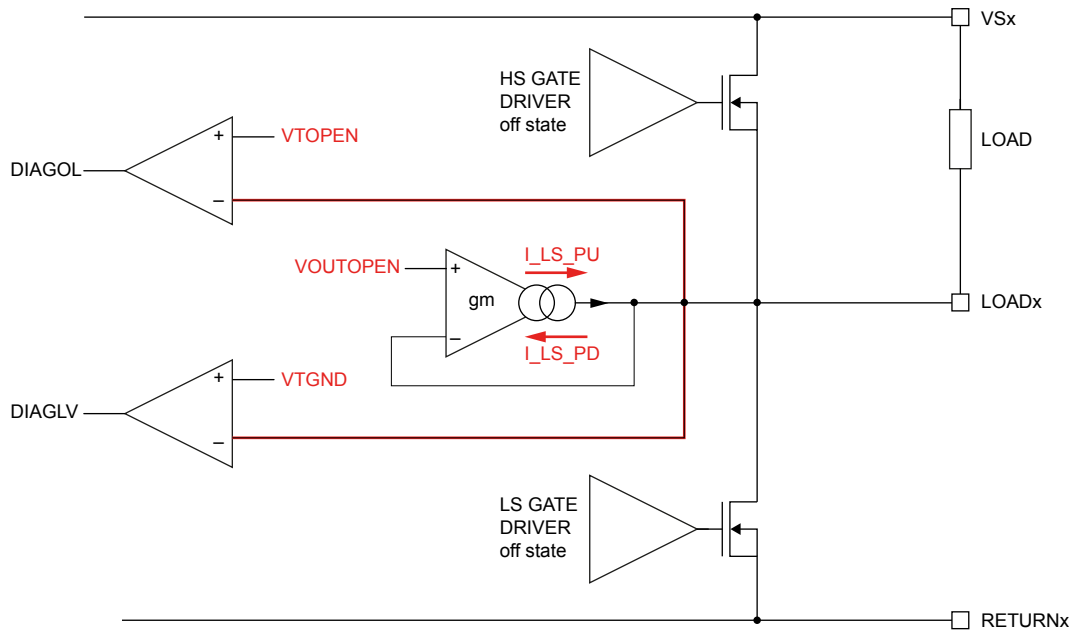 VSx
HS GATE
DRIVER
off state
+
VTOPEN
LOAD
DIAGOL
–
I_LS_PU
VOUTOPEN
+
gm
LOADx
–
I_LS_PD
+
VTGND
DIAGLV
–
LS GATE
DRIVER
off state
RETURNx